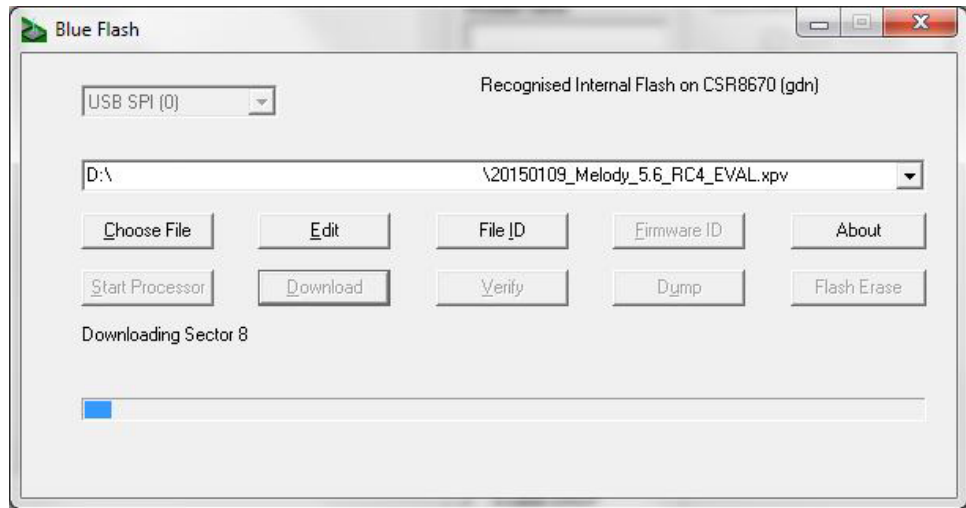 Blue Flash
USB SPI (0)
Recognised Internal Flash on CSR8670 (gdn)
D:\ \20150109_Melody_5.6_RC4_EVAL.xpv
Choose File Edit File ID Firmware ID About
Start Processor Download Verify Dump Flash Erase
Downloading Sector 8